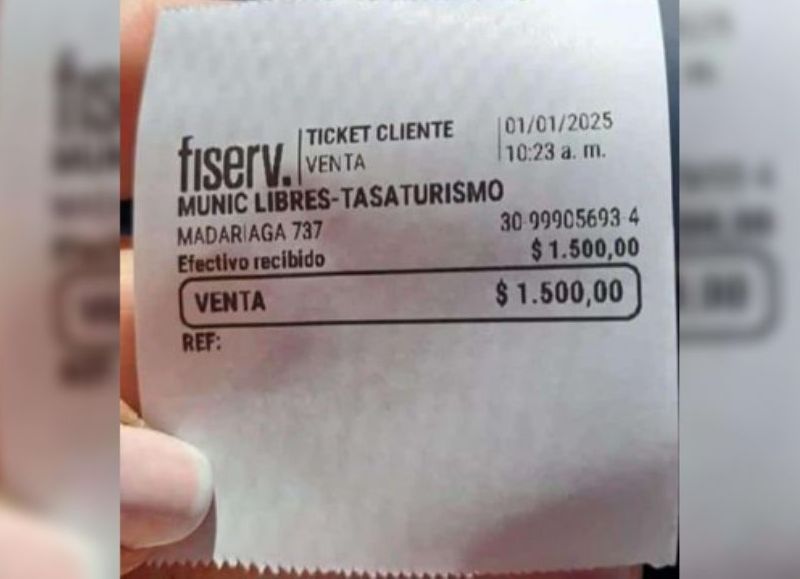 fiserv. TICKET CLIENTE 01/01/2025
VENTA 10:23 a. m.
MUNIC LIBRES-TASATURISMO
MADARIAGA 737 30-99905693-4
Efectivo recibido $ 1.500,00
VENTA $ 1.500,00
REF: